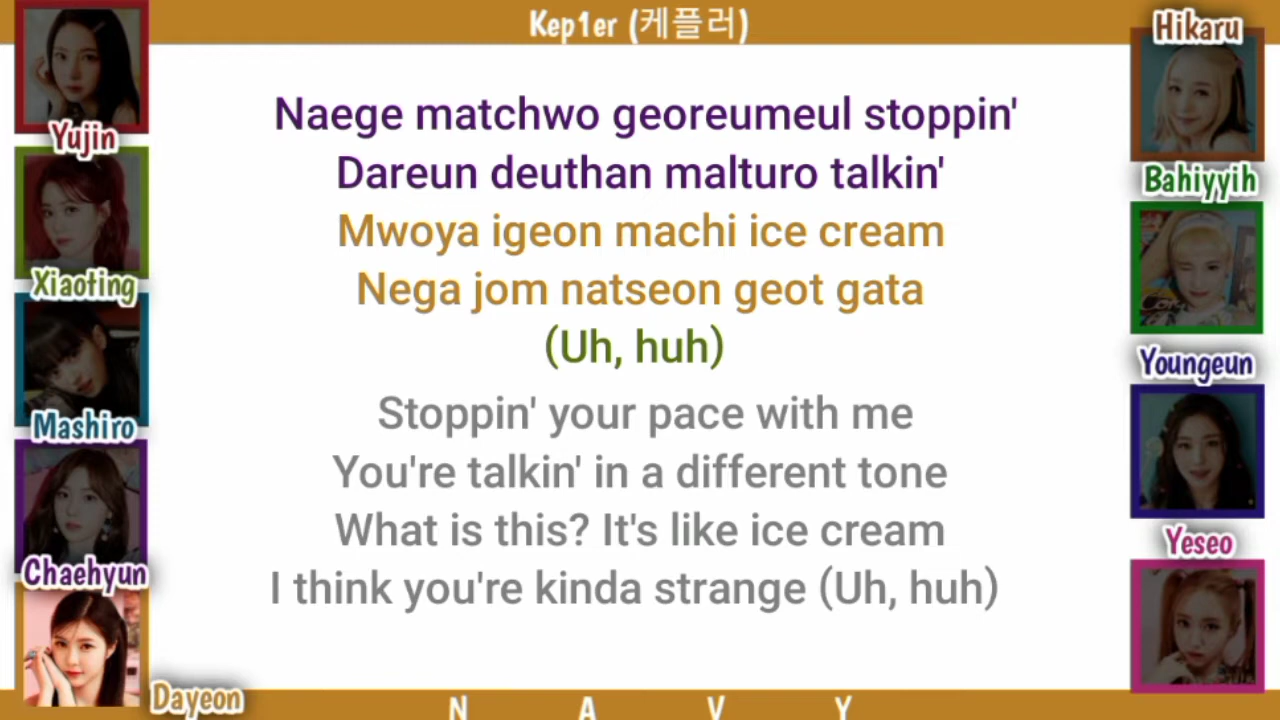 Kep1er (케플러)
Hikaru
Yujin
Bahiyyih
Xiaoting
Youngeun
Mashiro
Yeseo
Chaehyun
Dayeon
Naege matchwo georeumeul stoppin'
Dareun deuthan malturo talkin'
Mwoya igeon machi ice cream
Nega jom natseon geot gata
(Uh, huh)
Stoppin' your pace with me
You're talkin' in a different tone
What is this? It's like ice cream
I think you're kinda strange (Uh, huh)
N A V Y